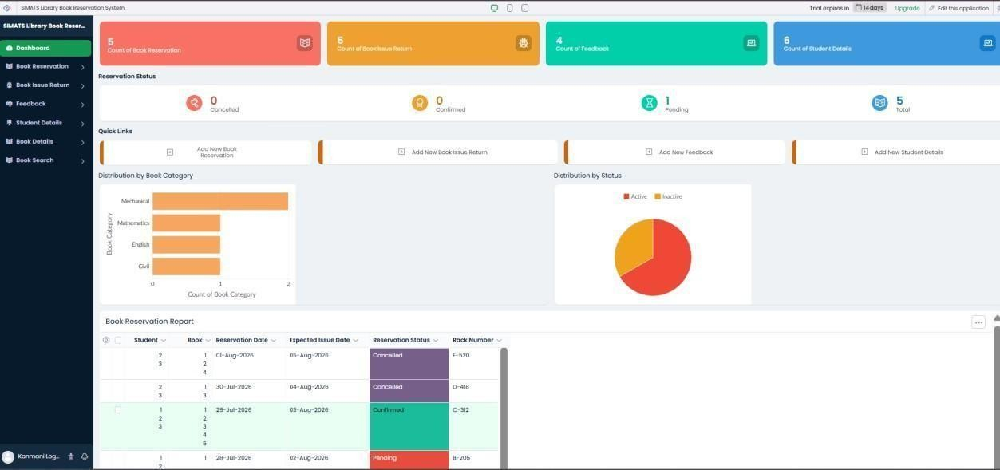 SIMATS Library Book Reservation System
Trial expires in 14 days Upgrade Edit this application
SIMATS Library Book Reser...
Dashboard
Book Reservation
Book Issue Return
Feedback
Student Details
Book Details
Book Search
Kanmani Log...
5
Count of Book Reservation
5
Count of Book Issue Return
4
Count of Feedback
6
Count of Student Details
Reservation Status
0
Cancelled
0
Confirmed
1
Pending
5
Total
Quick Links
Add New Book
Reservation
Add New Book Issue Return
Add New Feedback
Add New Student Details
Distribution by Book Category
Book Category
Mechanical
Mathematics
English
Civil
0 1 2
Count of Book Category
Distribution by Status
Active Inactive
Book Reservation Report
Student Book Reservation Date Expected Issue Date Reservation Status Rack Number
2 1 01-Aug-2026 05-Aug-2026 Cancelled E-520
3 2
4
2 1 30-Jul-2026 04-Aug-2026 Cancelled D-418
3 3
1 1 29-Jul-2026 03-Aug-2026 Confirmed C-312
2 2
3 3
4
5
1 1 28-Jul-2026 02-Aug-2026 Pending B-205
2